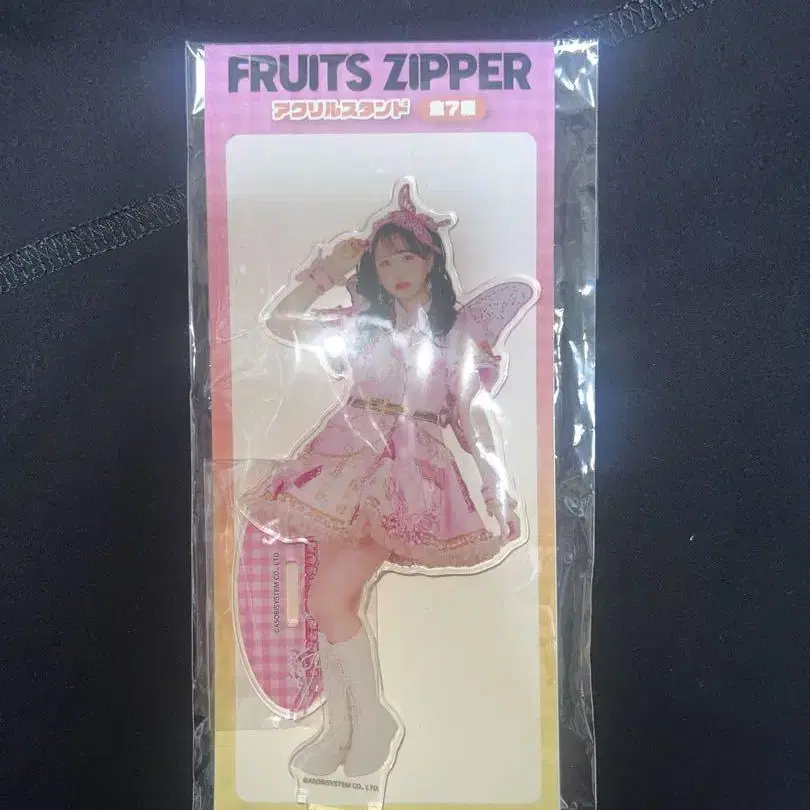 FRUITS ZIPPER
アクリルスタンド 全7種
©ASOBISYSTEM CO., LTD.
©ASOBISYSTEM CO., LTD.